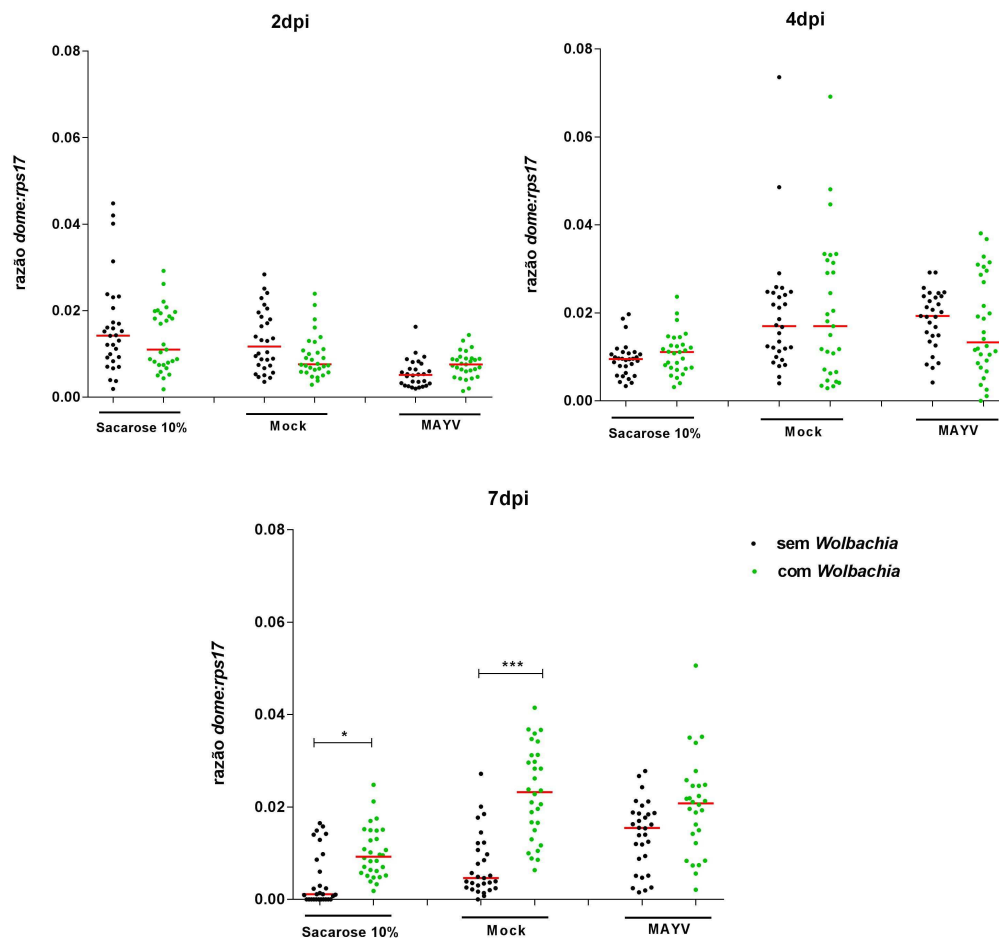 2dpi
0.08
0.06
0.04
0.02
0.00
razão dome:rps17
Sacarose 10%
Mock
MAYV
4dpi
0.08
0.06
0.04
0.02
0.00
razão dome:rps17
Sacarose 10%
Mock
MAYV
7dpi
0.08
0.06
0.04
0.02
0.00
razão dome:rps17
*
***
Sacarose 10%
Mock
MAYV
sem Wolbachia
com Wolbachia